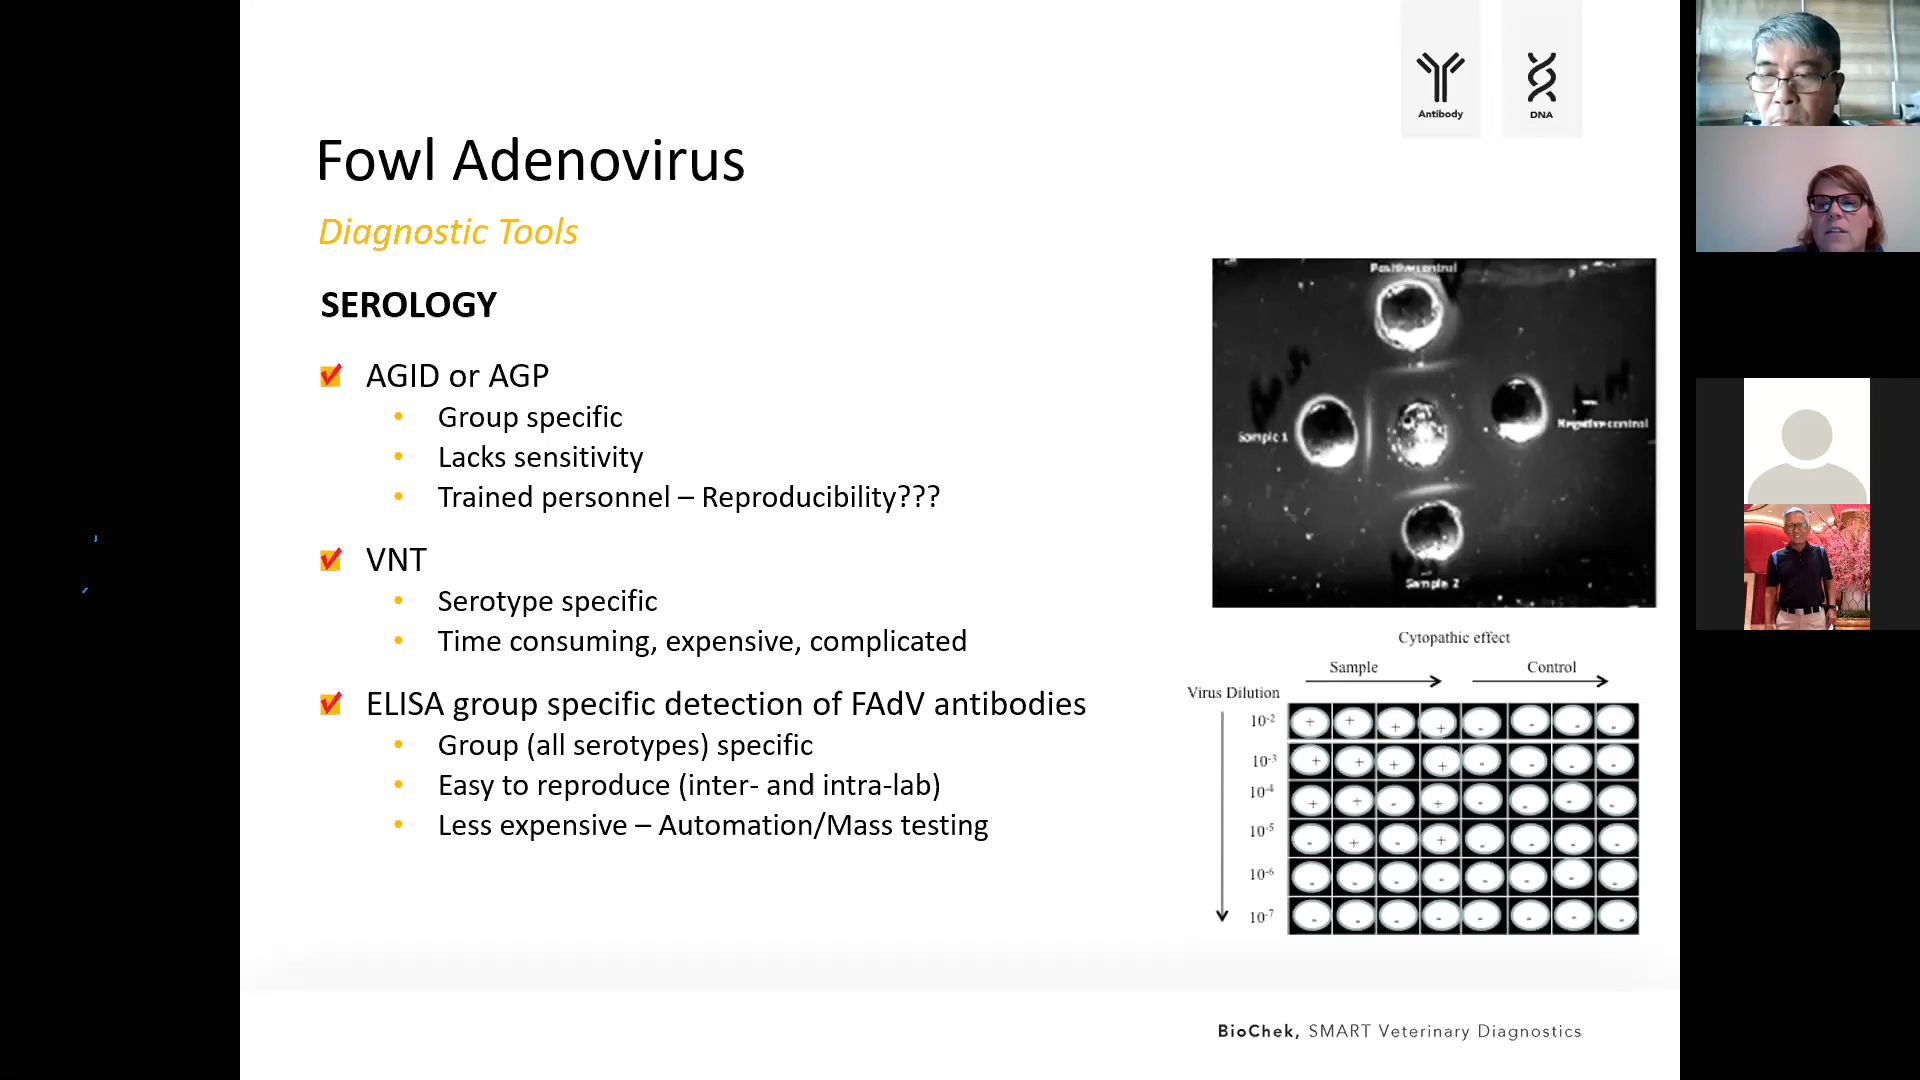 Antibody
DNA
Fowl Adenovirus
Diagnostic Tools
SEROLOGY
AGID or AGP
Group specific
Lacks sensitivity
Trained personnel – Reproducibility???
VNT
Serotype specific
Time consuming, expensive, complicated
ELISA group specific detection of FAdV antibodies
Group (all serotypes) specific
Easy to reproduce (inter- and intra-lab)
Less expensive – Automation/Mass testing
Positive control
Sample 1
Negative control
Sample 2
Cytopathic effect
Sample
Control
Virus Dilution
10⁻² + + + + - - - -
10⁻³ + + + + - - - -
10⁻⁴ + + - + - - - -
10⁻⁵ - + - + - - - -
10⁻⁶ - - - - - - - -
10⁻⁷ - - - - - - - -
BioChek, SMART Veterinary Diagnostics